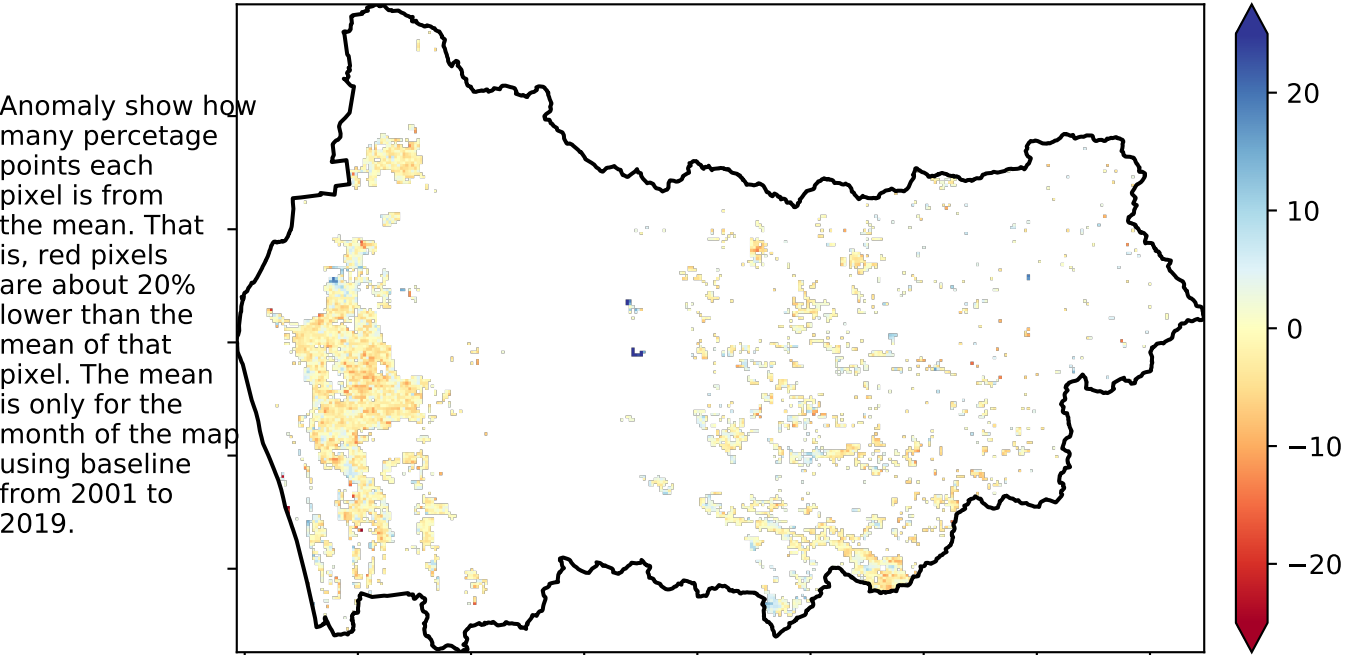 Anomaly show how
many percetage
points each
pixel is from
the mean. That
is, red pixels
are about 20%
lower than the
mean of that
pixel. The mean
is only for the
month of the map
using baseline
from 2001 to
2019.
20
10
0
−10
−20